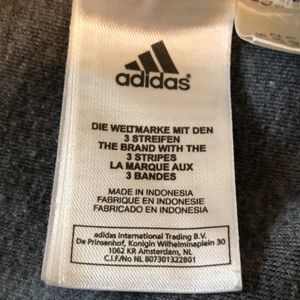 adidas
DIE WELTMARKE MIT DEN
3 STREIFEN
THE BRAND WITH THE
3 STRIPES
LA MARQUE AUX
3 BANDES
MADE IN INDONESIA
FABRIQUE EN INDONESIE
FABRICADO EN INDONESIA
adidas International Trading B.V.
De Prinsenhof, Konigin Wilhelminaplein 30
1062 KR Amsterdam, NL
C.I.F./No NL 807301322B01